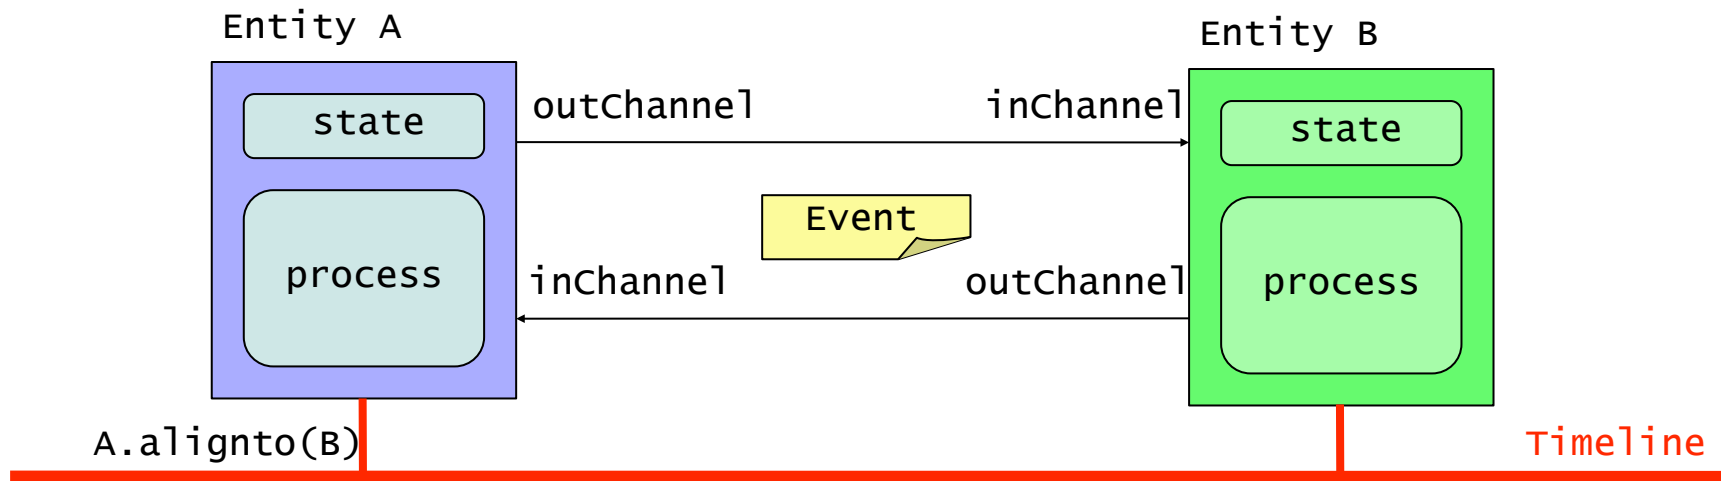 Entity A
Entity B
state
outChannel
inChannel
state
Event
process
inChannel
outChannel
process
A.alignto(B)
Timeline